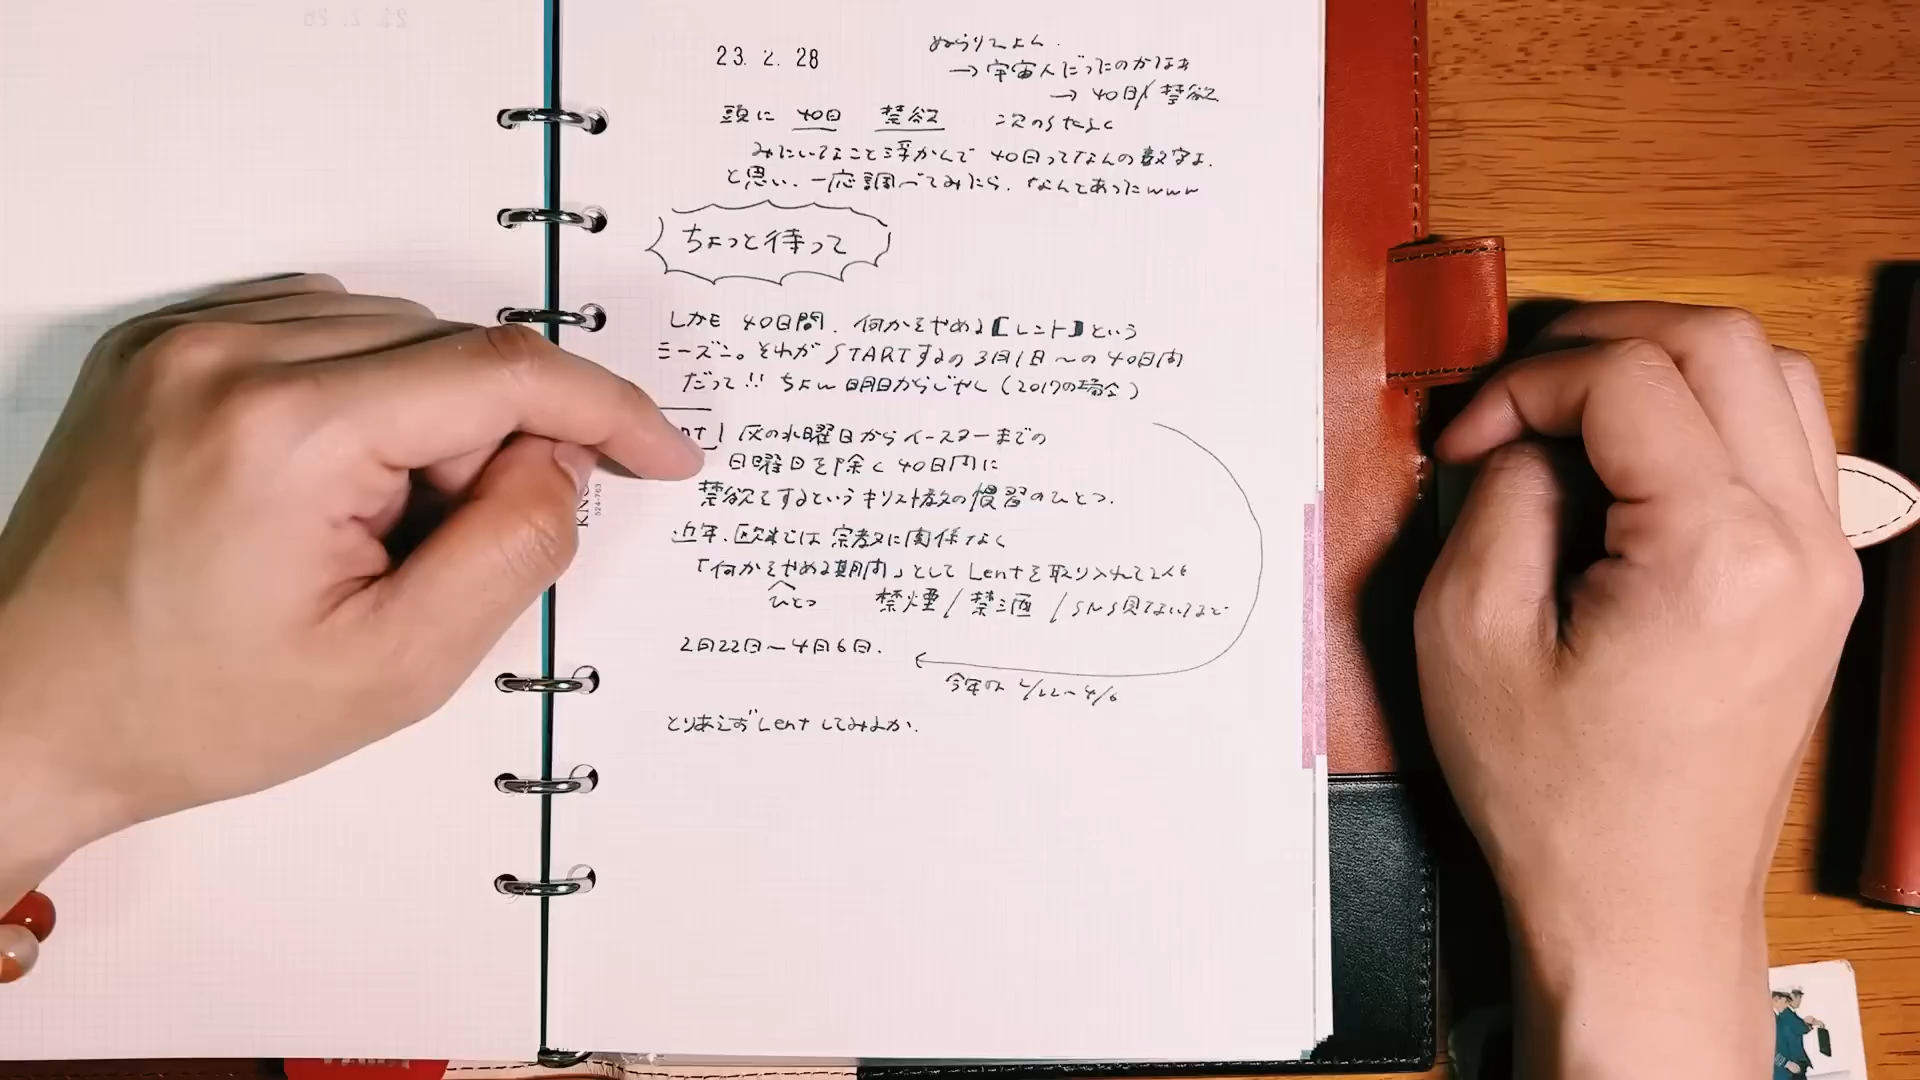 23. 2. 28
ぬらりひょん.
→ 宇宙人だったのかなぁ
→ 40日/禁欲
頭に 40日 禁欲
みたいなこと浮かんで 40日ってなんの数字よ.
と思い、一応調べてみたら、なんとあったwww
ちょっと待って
しかも 40日間、何かをやめる【レント】という
シーズン。それがSTARTするの3月1日〜の40日間
だって!! ちょw 明日からじゃん(2017の場合)
nt 灰の水曜日からイースターまでの
日曜日を除く40日間に
禁欲をするというキリスト教の慣習のひとつ.
近年、欧米では宗教に関係なく
「何かをやめる期間」としてLentを取り入れてる人も
ひとつ 禁煙/禁酒/SNS見ないなど
2月22日〜4月6日.
今年は 2/22〜4/6
とりあえずLentしてみよか.
KNO
524-763